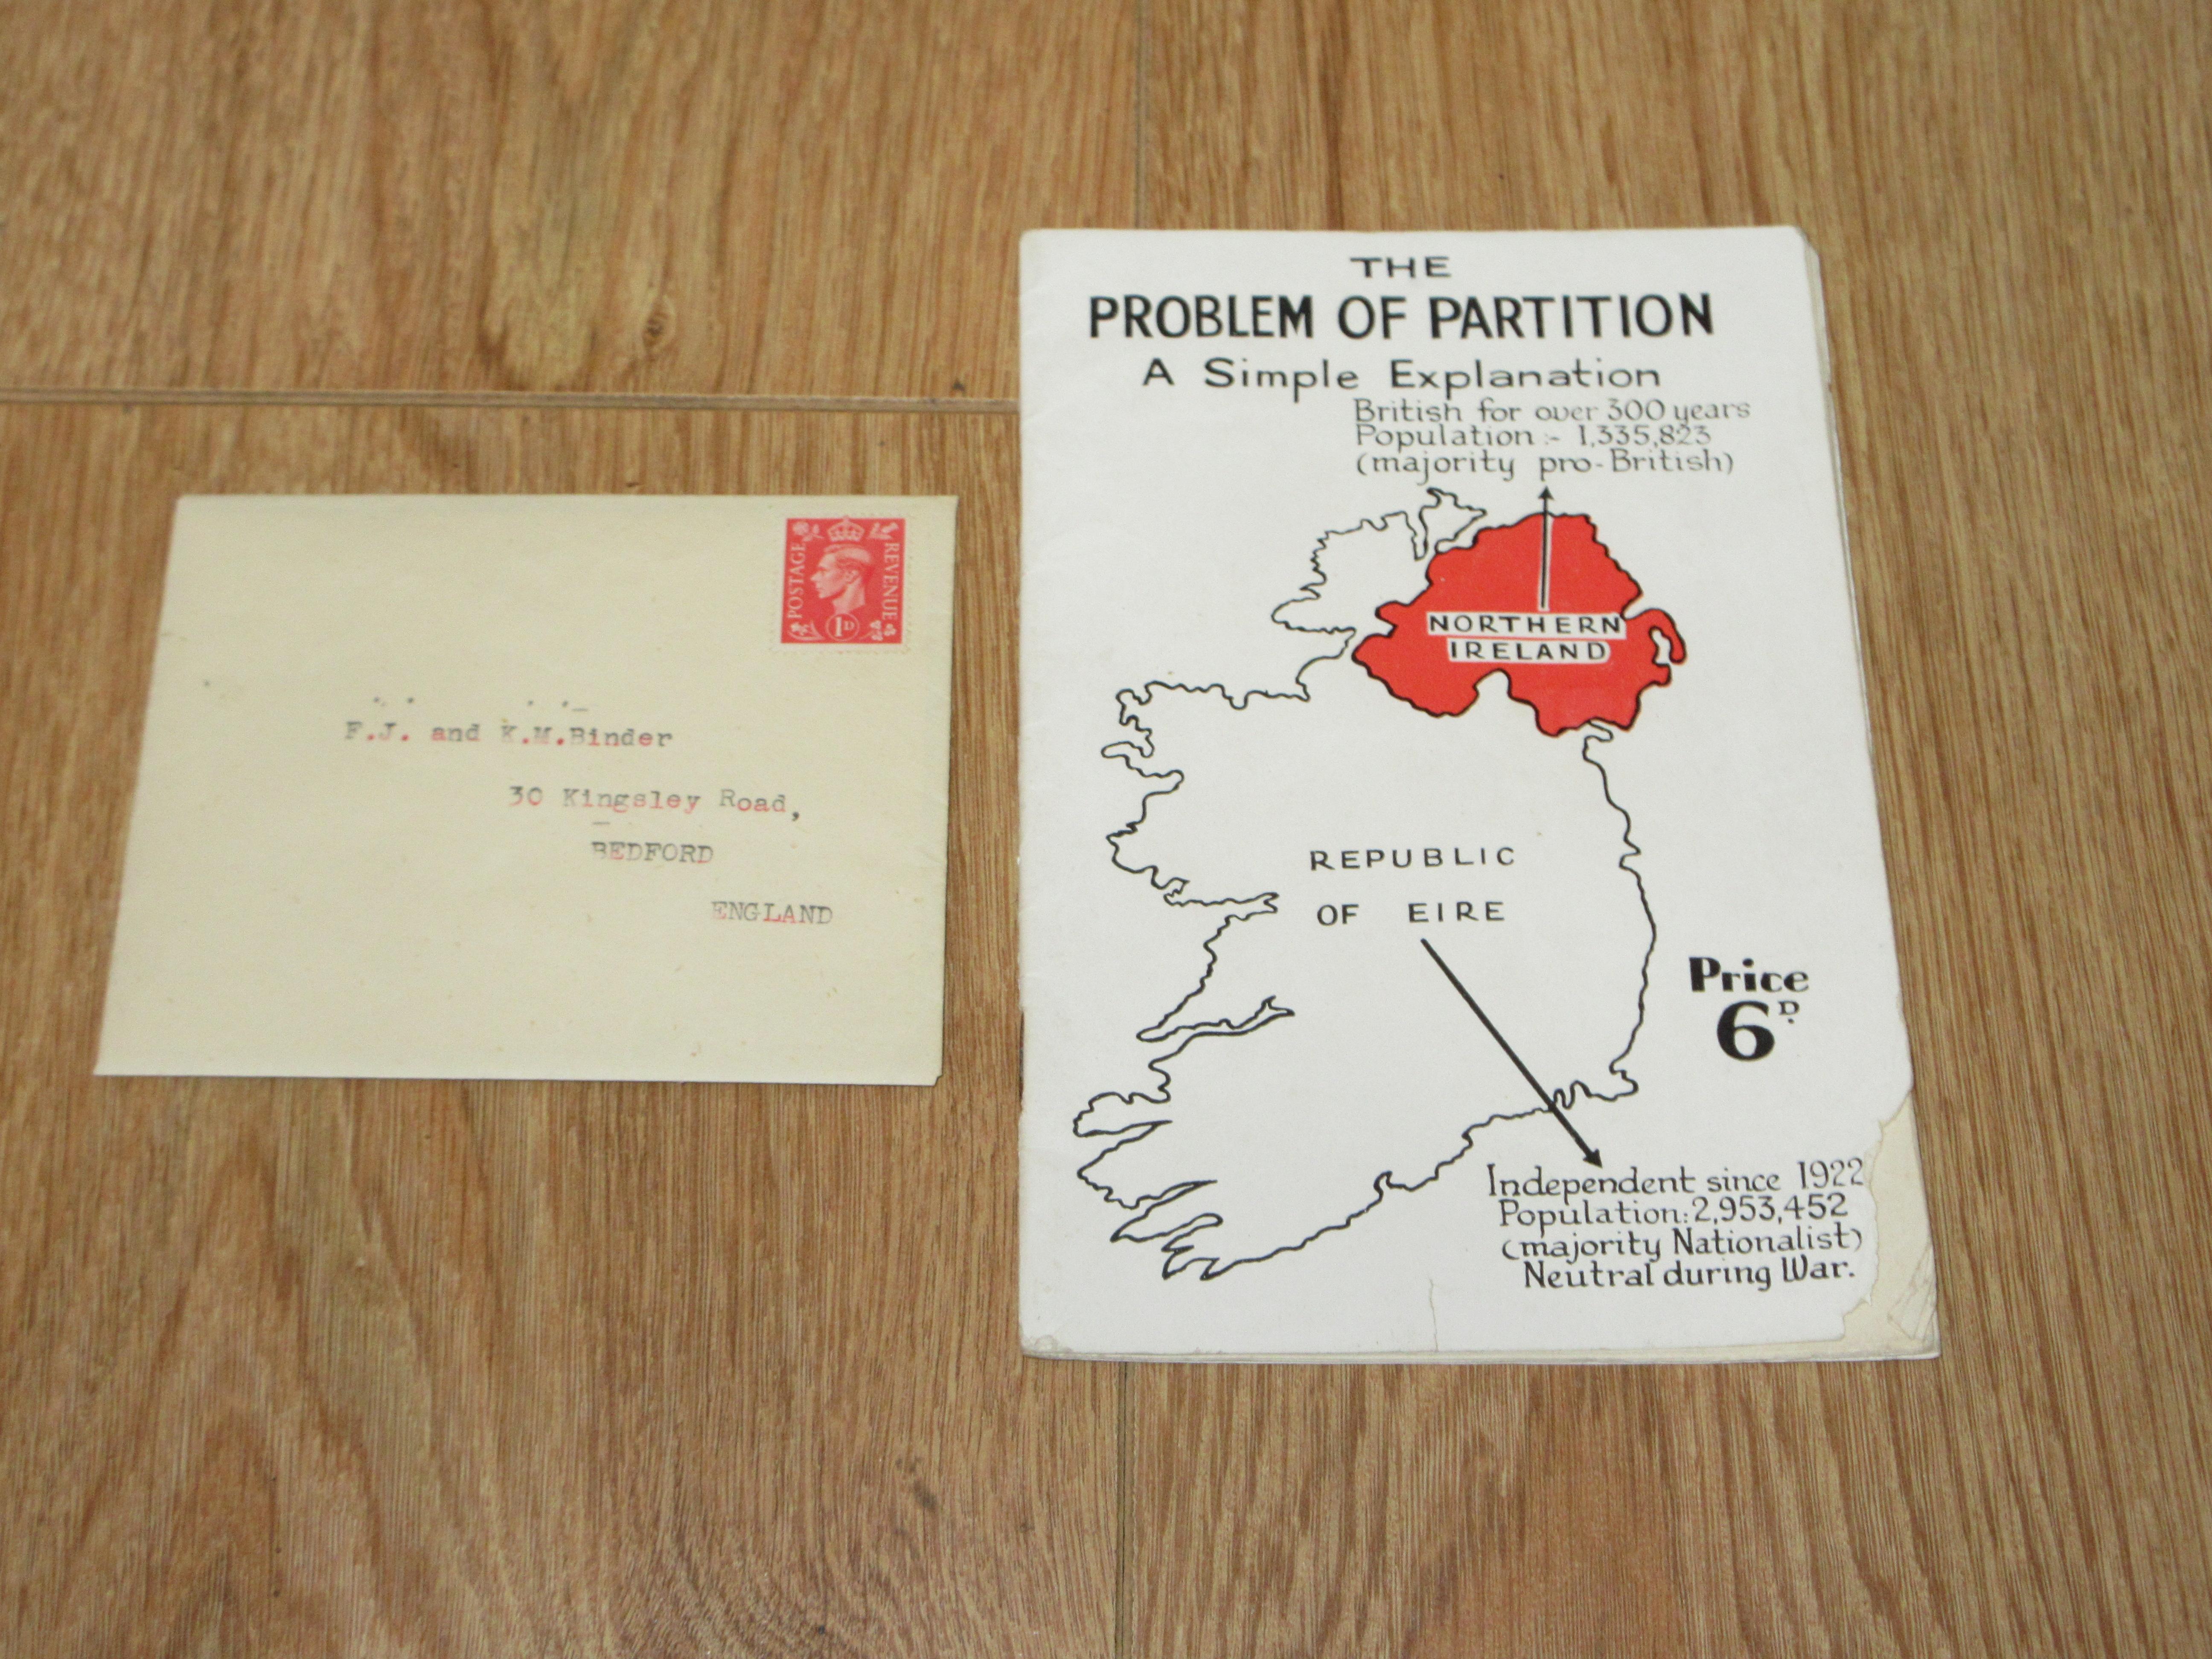 POSTAGE
REVENUE
1D
F.J. and K.M.Binder
30 Kingsley Road,
BEDFORD
ENGLAND
THE
PROBLEM OF PARTITION
A Simple Explanation
British for over 300 years
Population :- 1,335,823
(majority pro-British)
NORTHERN
IRELAND
REPUBLIC
OF EIRE
Price
6D.
Independent since 1922
Population: 2,953,452
(majority Nationalist)
Neutral during War.